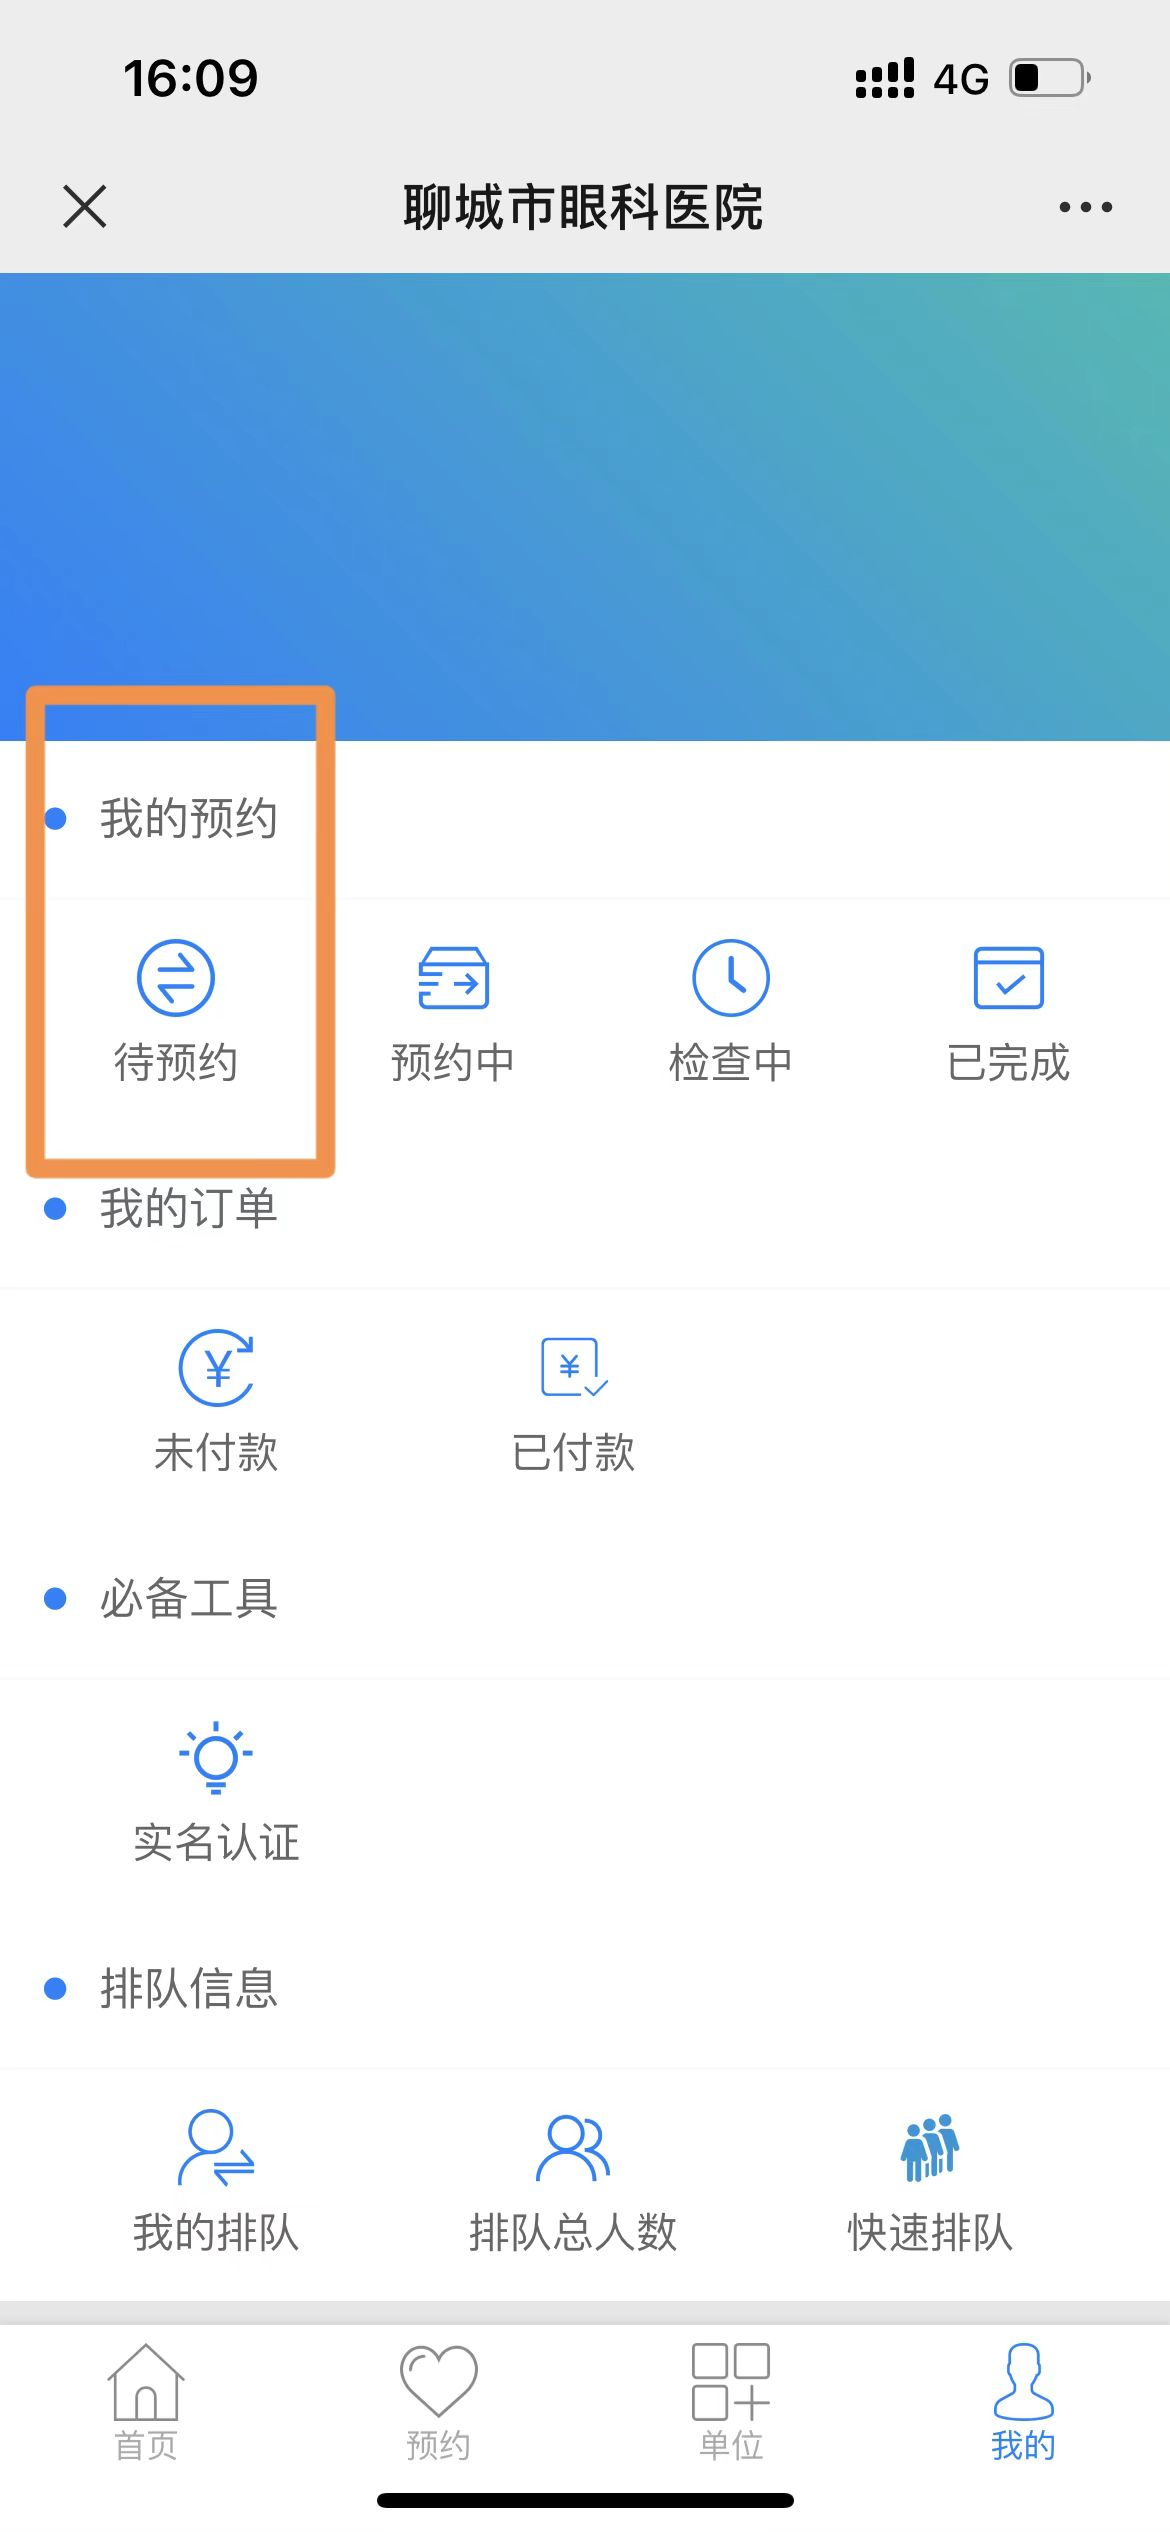 16:09 4G
聊城市眼科医院
我的预约
待预约 预约中 检查中 已完成
我的订单
¥ ¥
未付款 已付款
必备工具
实名认证
排队信息
我的排队 排队总人数 快速排队
首页 预约 单位 我的